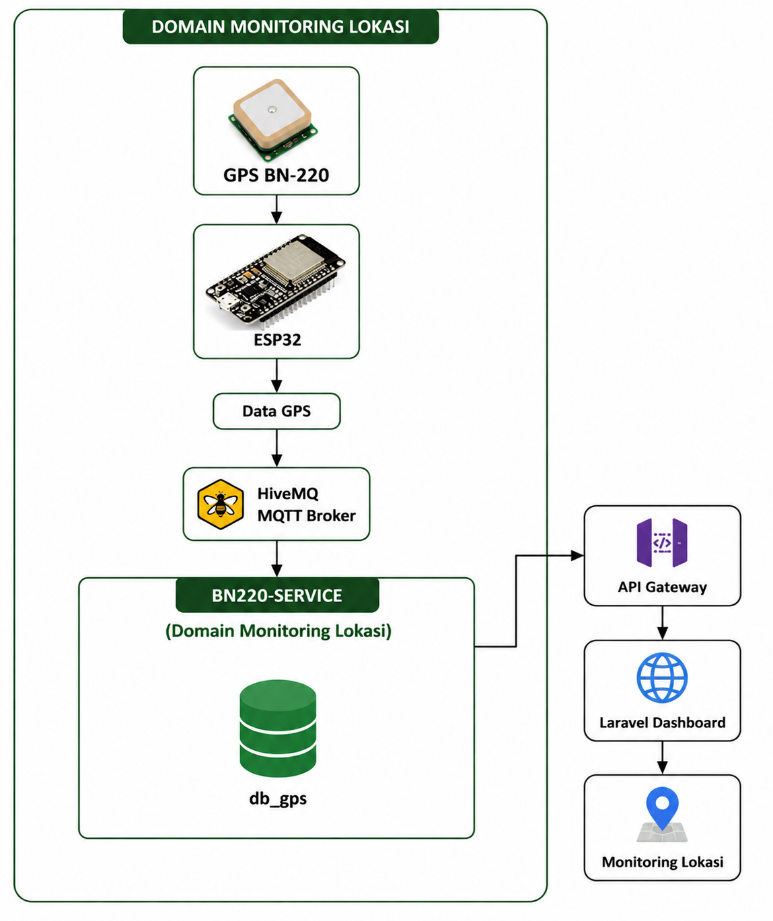 DOMAIN MONITORING LOKASI
GPS BN-220
ESP32
Data GPS
HiveMQ
MQTT Broker
BN220-SERVICE
(Domain Monitoring Lokasi)
db_gps
</>
API Gateway
Laravel Dashboard
Monitoring Lokasi